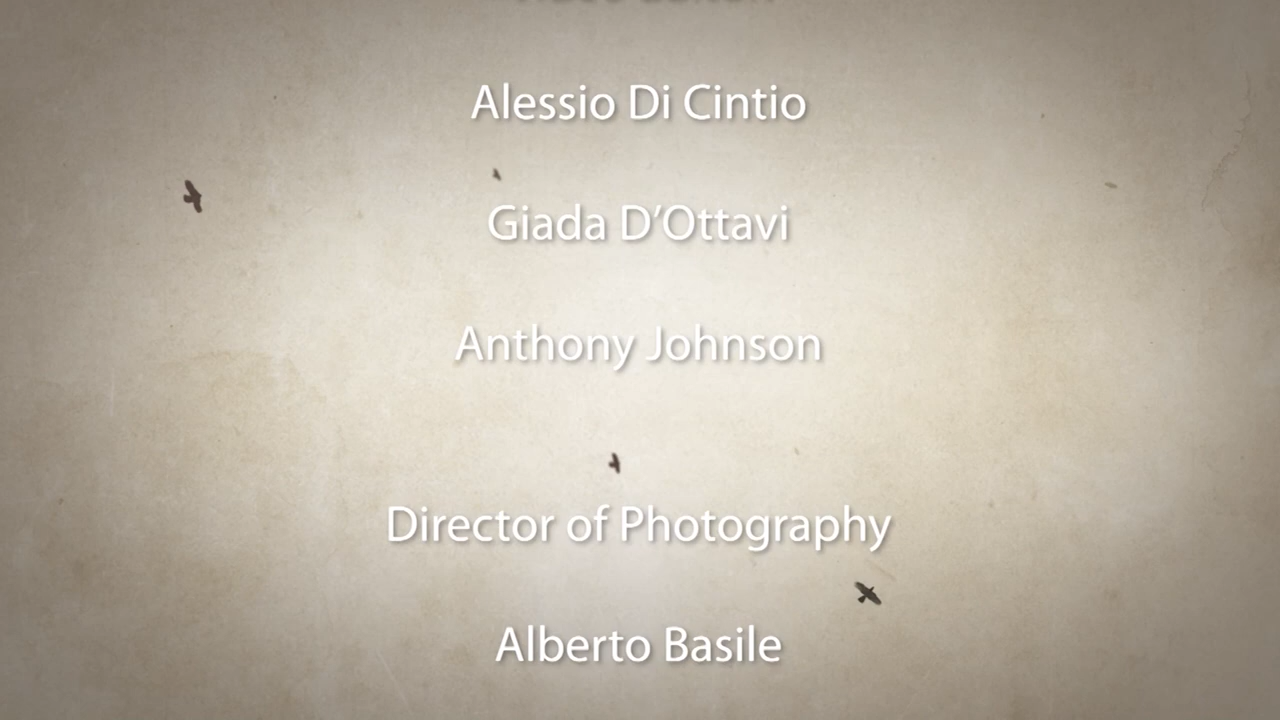 Alessio Di Cintio
Giada D’Ottavi
Anthony Johnson
Director of Photography
Alberto Basile